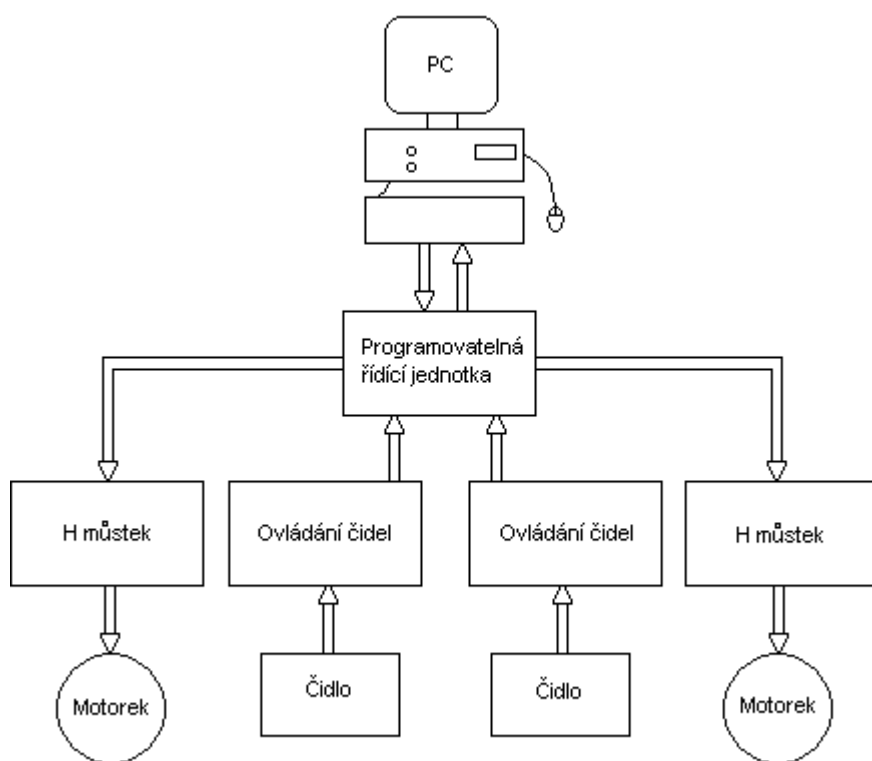 PC
Programovatelná
řídící jednotka
H můstek
Ovládání čidel
Ovládání čidel
H můstek
Motorek
Čidlo
Čidlo
Motorek